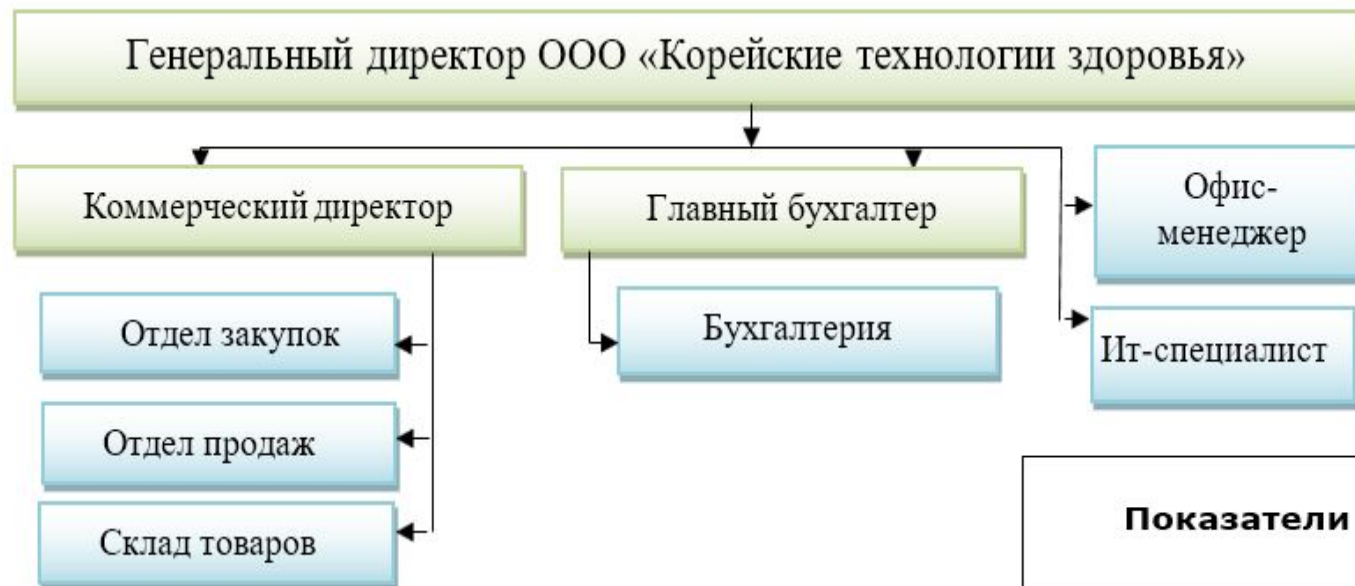 Генеральный директор ООО «Корейские технологии здоровья»
Коммерческий директор
Главный бухгалтер
Офис-
менеджер
Отдел закупок
Бухгалтерия
Ит-специалист
Отдел продаж
Склад товаров
Показатели